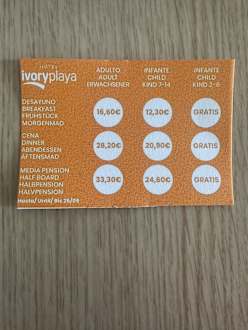 HOTEL
ivoryplaya
ADULTO
ADULT
ERWACHSENER
INFANTE
CHILD
KIND 7-14
INFANTE
CHILD
KIND 2-6
DESAYUNO
BREAKFAST
FRÜHSTÜCK
MORGENMAD
16,60€
12,30€
GRATIS
CENA
DINNER
ABENDESSEN
AFTENSMAD
28,20€
20,90€
GRATIS
MEDIA PENSION
HALF BOARD
HALBPENSION
HALVPENSION
33,30€
24,60€
GRATIS
Hasta/ Until/ Bis 26/06